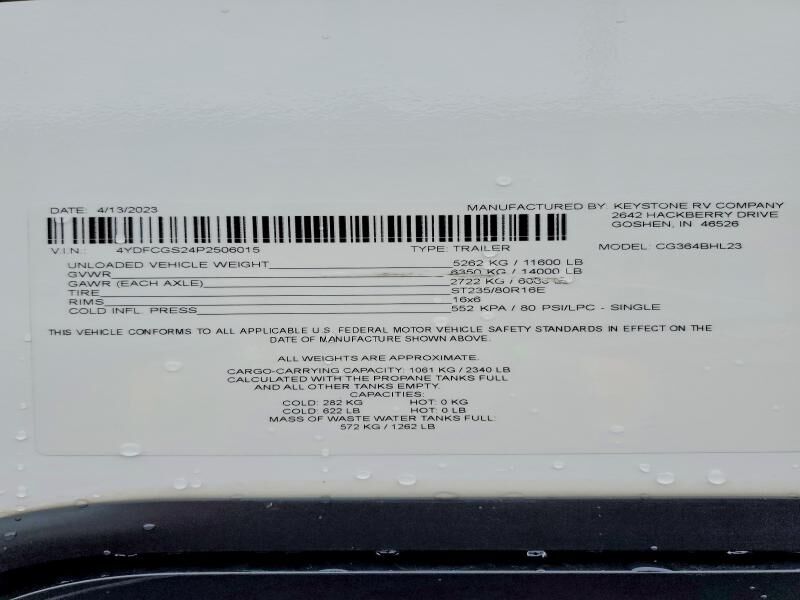 DATE: 4/13/2023 MANUFACTURED BY: KEYSTONE RV COMPANY
2642 HACKBERRY DRIVE
GOSHEN, IN 46526
V.I.N.: 4YDFCGS24P2506015 TYPE: TRAILER MODEL: CG364BHL23
UNLOADED VEHICLE WEIGHT 5262 KG / 11600 LB
GVWR 6350 KG / 14000 LB
GAWR (EACH AXLE) 2722 KG /
TIRE ST235/80R16E
RIMS 16x6
COLD INFL. PRESS 552 KPA / 80 PSI/LPC - SINGLE
THIS VEHICLE CONFORMS TO ALL APPLICABLE U.S. FEDERAL MOTOR VEHICLE SAFETY STANDARDS IN EFFECT ON THE
DATE OF MANUFACTURE SHOWN ABOVE.
ALL WEIGHTS ARE APPROXIMATE.
CARGO-CARRYING CAPACITY: 1061 KG / 2340 LB
CALCULATED WITH THE PROPANE TANKS FULL
AND ALL OTHER TANKS EMPTY.
CAPACITIES:
COLD: 282 KG HOT: 0 KG
COLD: 622 LB HOT: 0 LB
MASS OF WASTE WATER TANKS FULL:
572 KG / 1262 LB